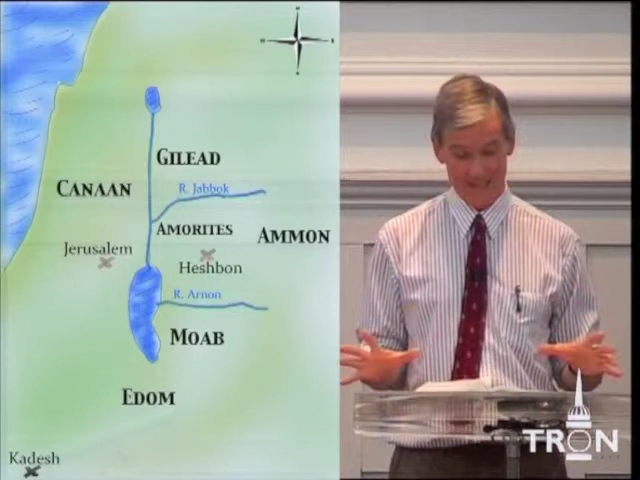 N
W
E
S
GILEAD
CANAAN
R. Jabbok
AMORITES
AMMON
Jerusalem
Heshbon
R. Arnon
MOAB
EDOM
Kadesh
TRON